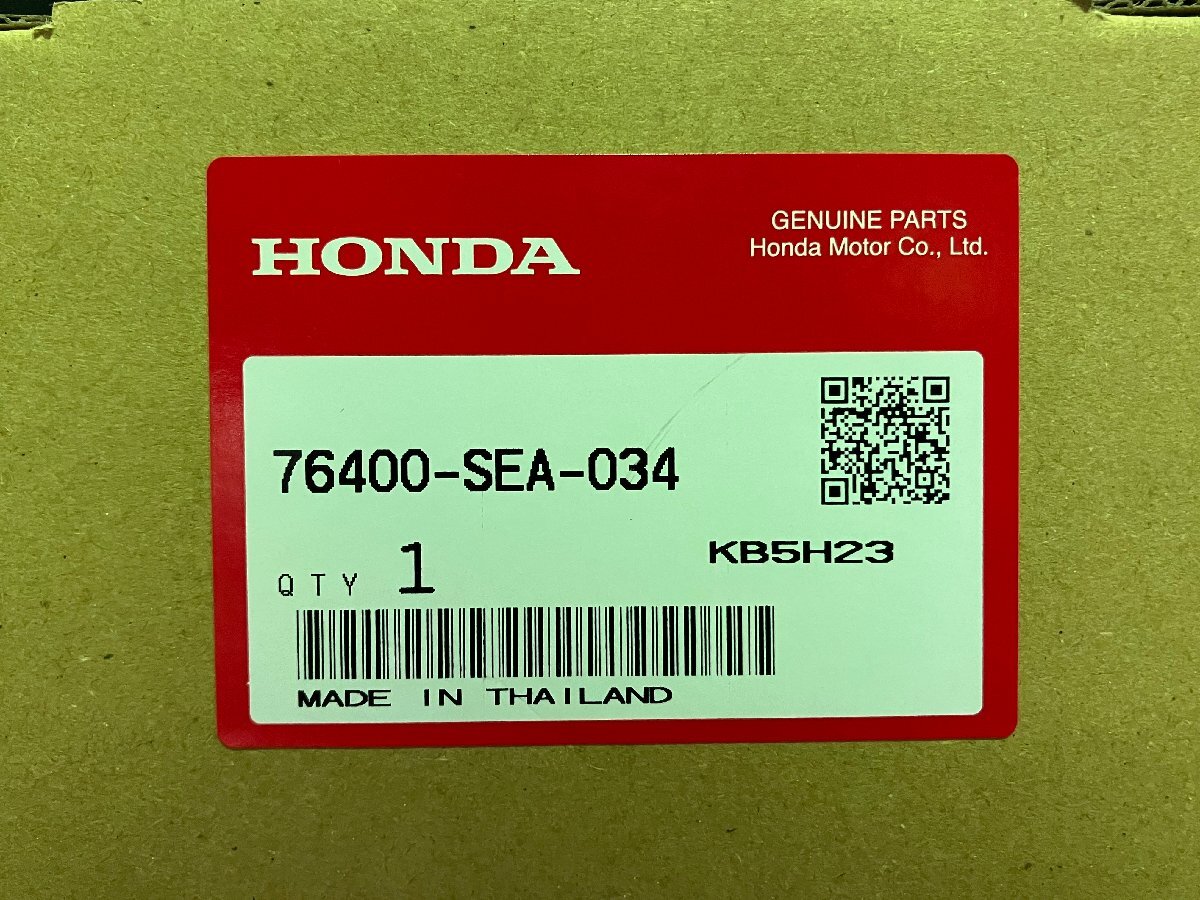 HONDA
GENUINE PARTS
Honda Motor Co., Ltd.
76400-SEA-034
QTY 1
KB5H23
MADE IN THAILAND